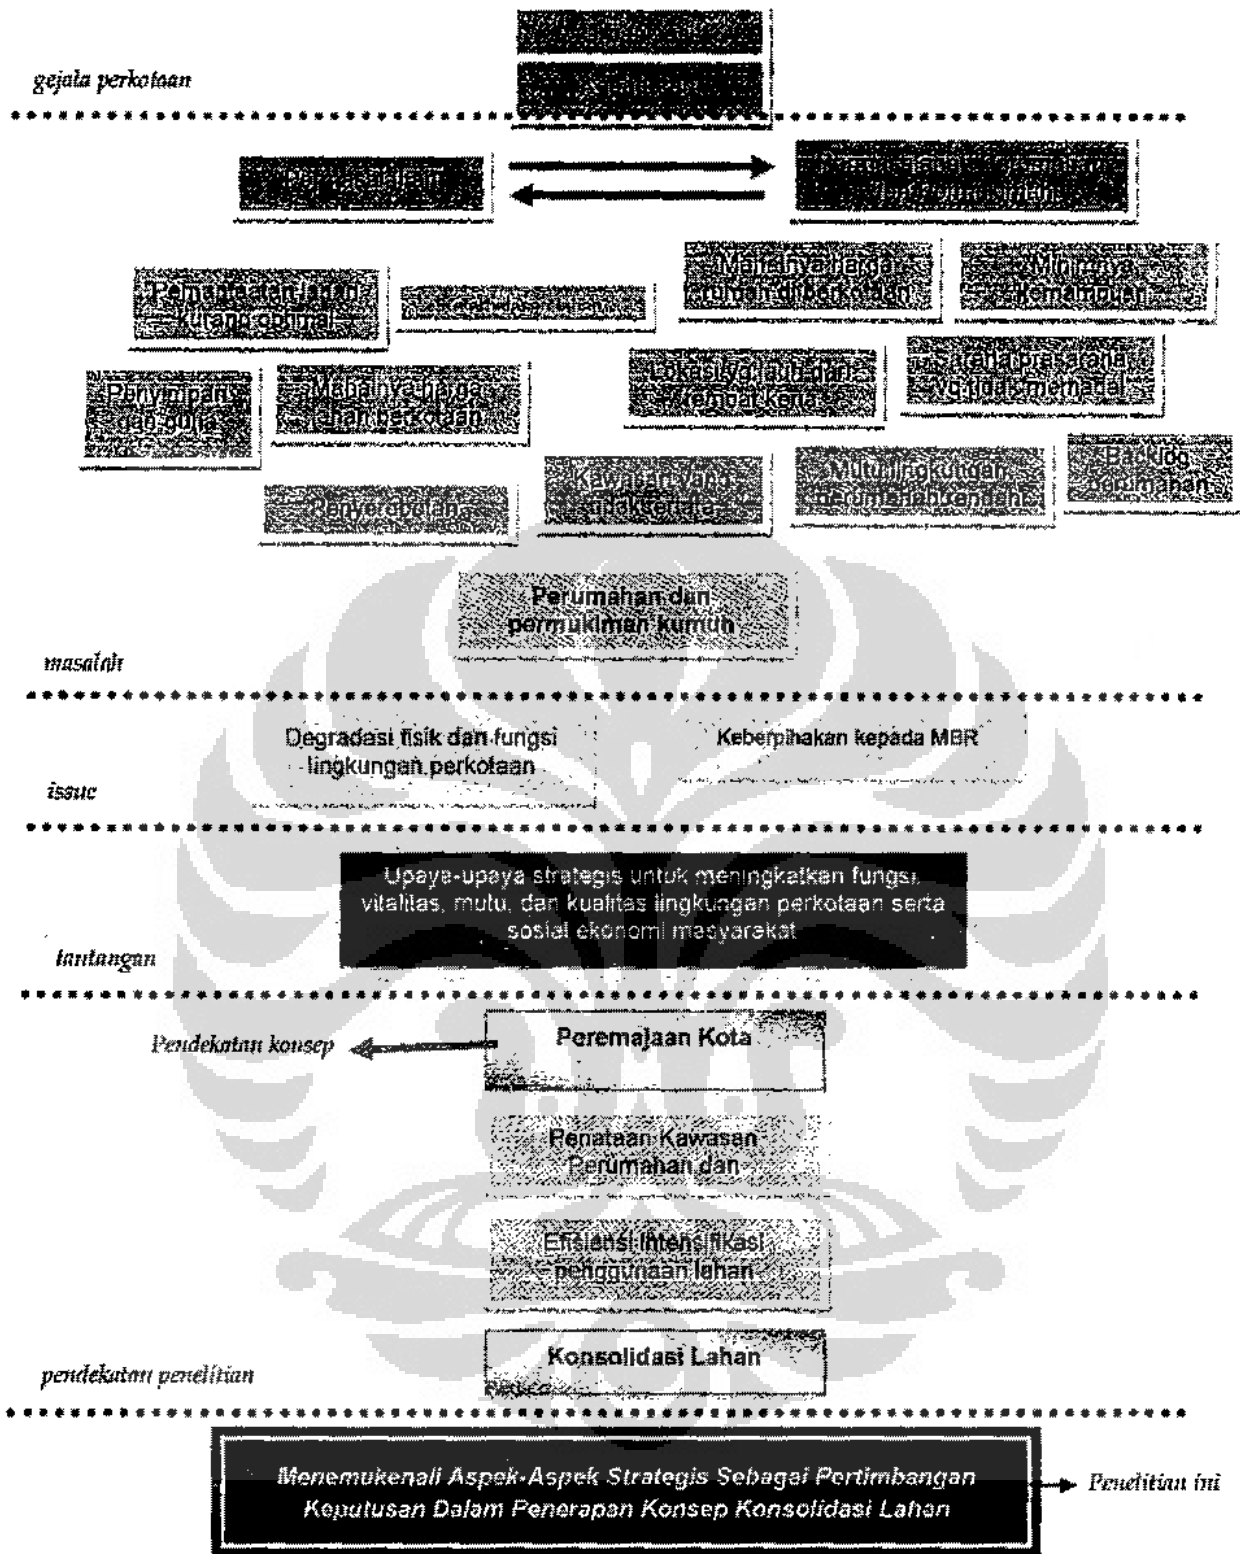 gejala perkotaan
Pemanfaatan lahan
kurang optimal
Mahalnya harga
rumah di perkotaan
Minimnya
kemampuan
Penyimpan
gan guna
Mahalnya harga
lahan perkotaan
Lokasi yg jauh dari
tempat kerja
Sarana prasarana
yg tidak memadai
Penyerobotan
Kawasan yang
tidak tertata
Mutu lingkungan
perumahan rendah
Backlog
perumahan
Perumahan dan
permukiman kumuh
masalah
Degradasi fisik dan fungsi
lingkungan perkotaan
Keberpihakan kepada MBR
issue
Upaya-upaya strategis untuk meningkatkan fungsi,
vitalitas, mutu, dan kualitas lingkungan perkotaan serta
sosial ekonomi masyarakat
tantangan
Pendekatan konsep
Peremajaan Kota
Penataan Kawasan
Perumahan dan
Efisiensi Intensifikasi
penggunaan lahan
Konsolidasi Lahan
pendekatan penelitian
Menemukenali Aspek-Aspek Strategis Sebagai Pertimbangan
Keputusan Dalam Penerapan Konsep Konsolidasi Lahan
Penelitian ini